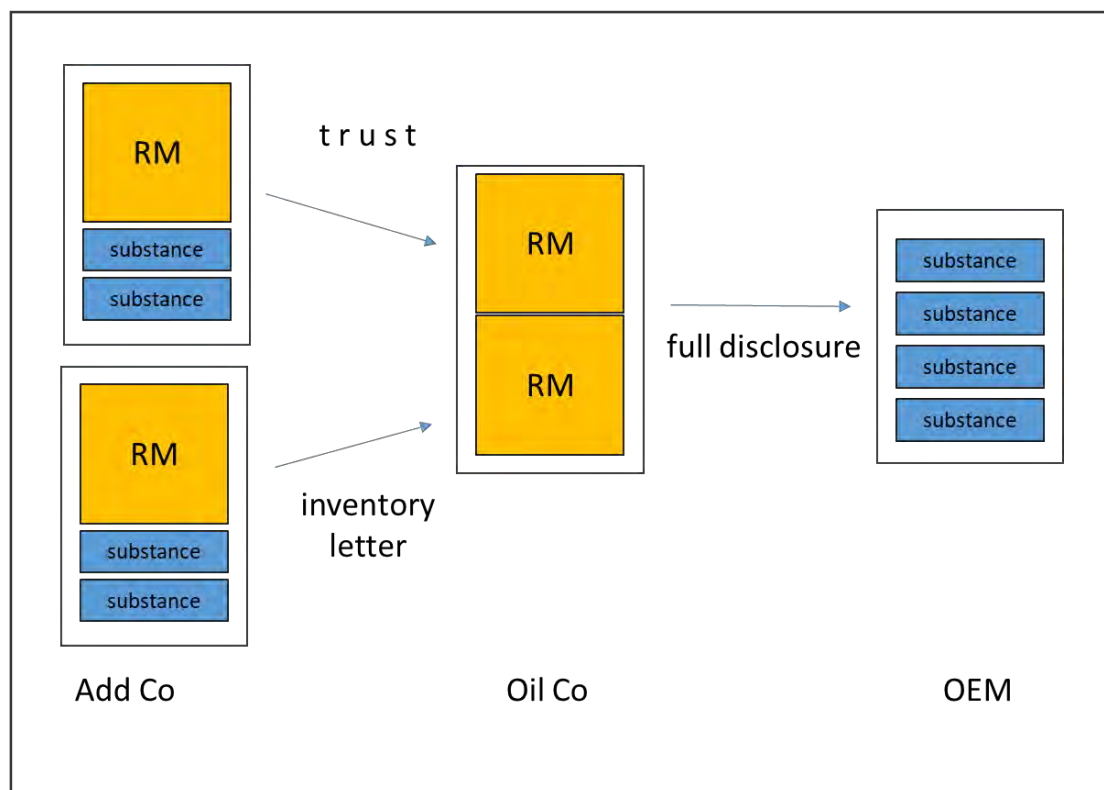 RM
substance
substance
RM
substance
substance
Add Co
t r u s t
inventory
letter
RM
RM
Oil Co
full disclosure
substance
substance
substance
substance
OEM